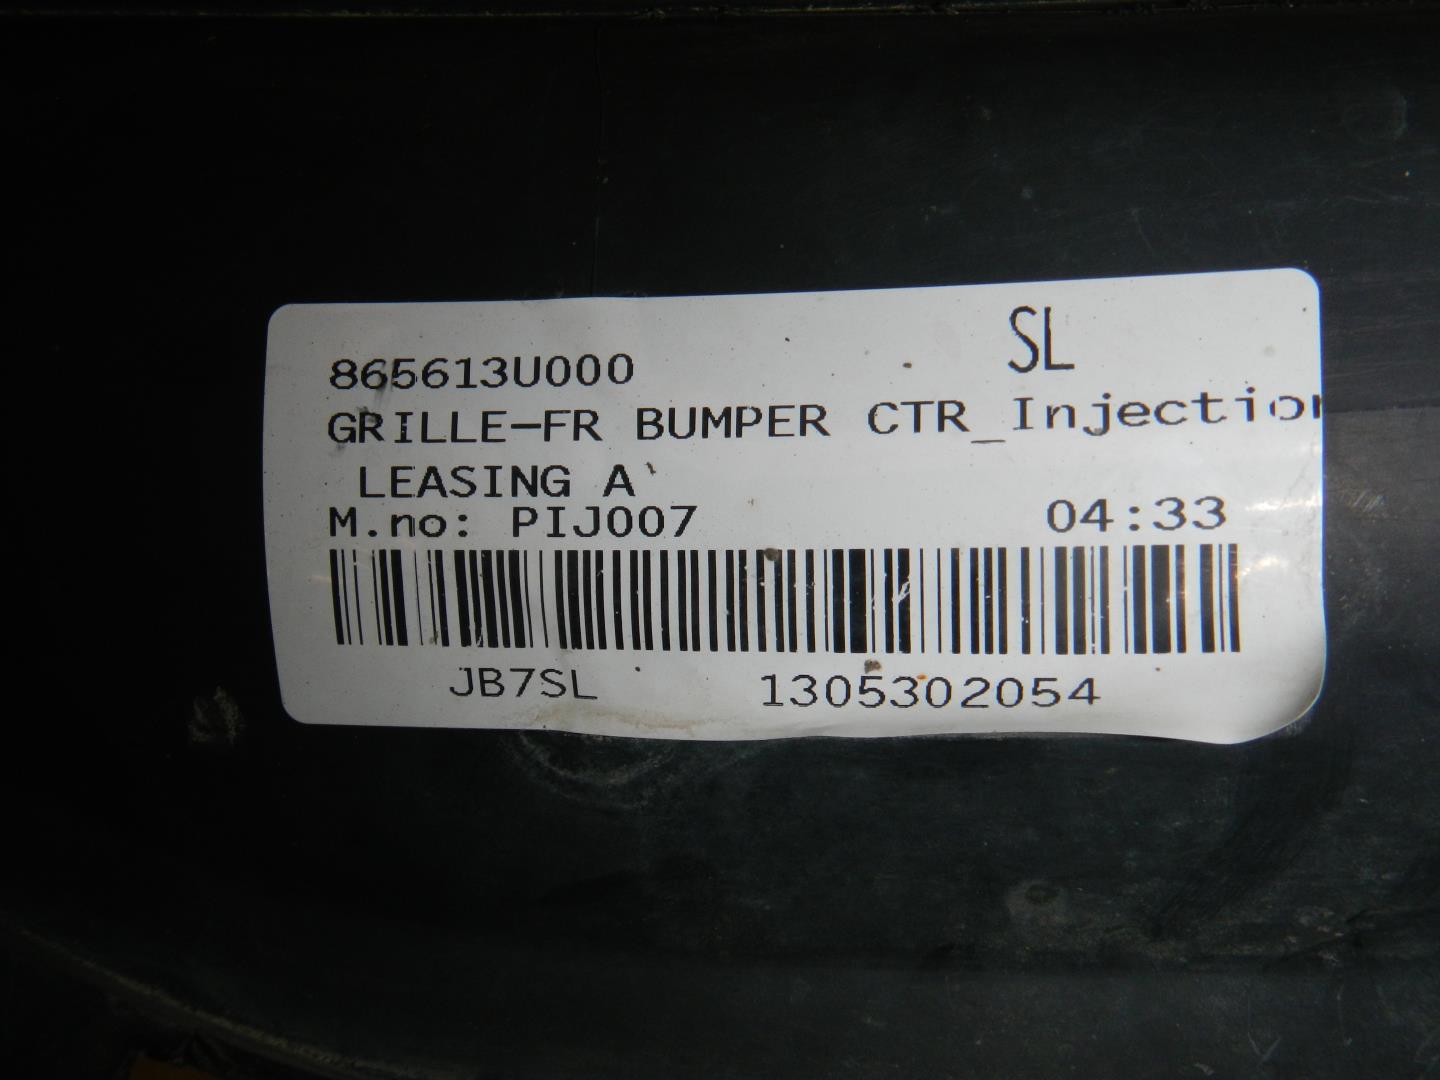 SL
865613U000
GRILLE-FR BUMPER CTR_Injection
LEASING A
M.no: PIJ007 04:33
JB7SL 1305302054